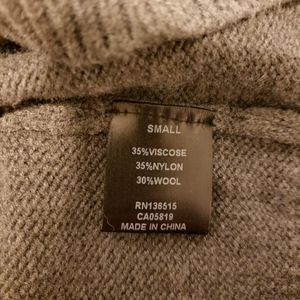 SMALL
35%VISCOSE
35%NYLON
30%WOOL
RN136515
CA05819
MADE IN CHINA